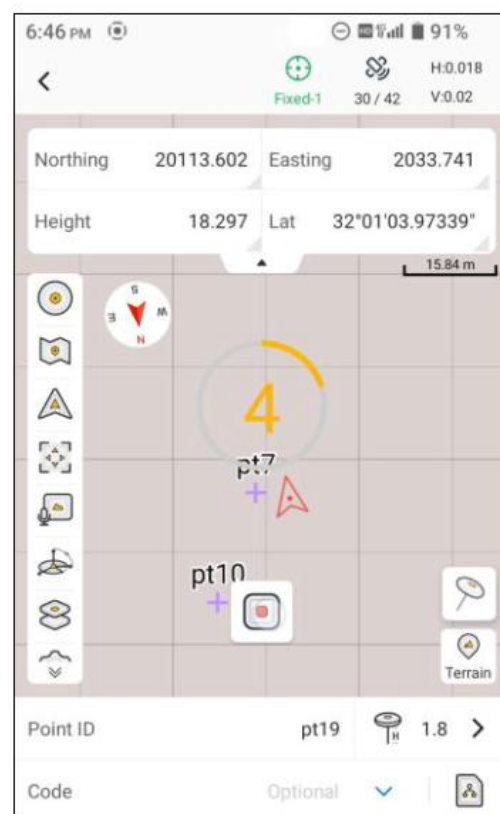 6:46 PM HD 91%
H:0.018
Fixed-1 30 / 42 V:0.02
Northing 20113.602 Easting 2033.741
Height 18.297 Lat 32°01'03.97339"
15.84 m
S
E W
N
4
pt7
pt10
Terrain
Point ID pt19 H 1.8
Code Optional